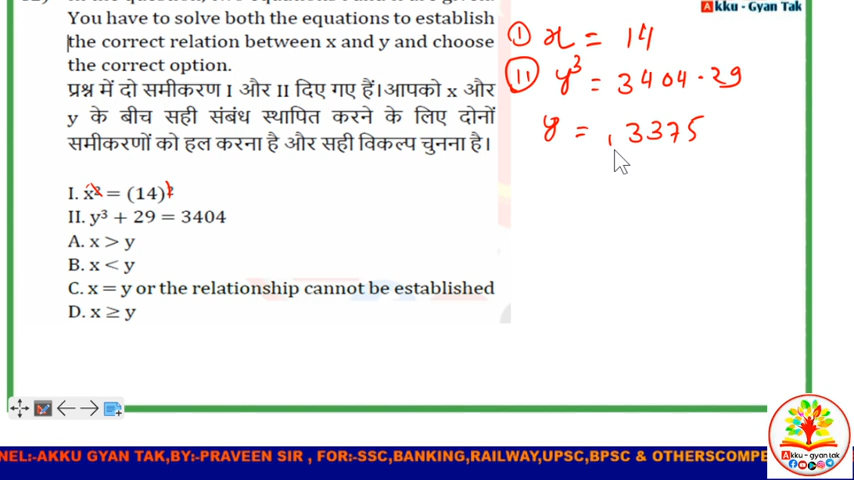 You have to solve both the equations to establish
the correct relation between x and y and choose
the correct option.
प्रश्न में दो समीकरण I और II दिए गए हैं।आपको x और
y के बीच सही संबंध स्थापित करने के लिए दोनों
समीकरणों को हल करना है और सही विकल्प चुनना है।
I. x² = (14)²
II. y³ + 29 = 3404
A. x > y
B. x < y
C. x = y or the relationship cannot be established
D. x ≥ y
Akku - Gyan Tak
① x = 14
Ⓘⓘ y³ = 3404 - 29
y = 3375
NEL:-AKKU GYAN TAK,BY:-PRAVEEN SIR , FOR:-SSC,BANKING,RAILWAY,UPSC,BPSC & OTHERSCOMPE
Akku - gyan tak